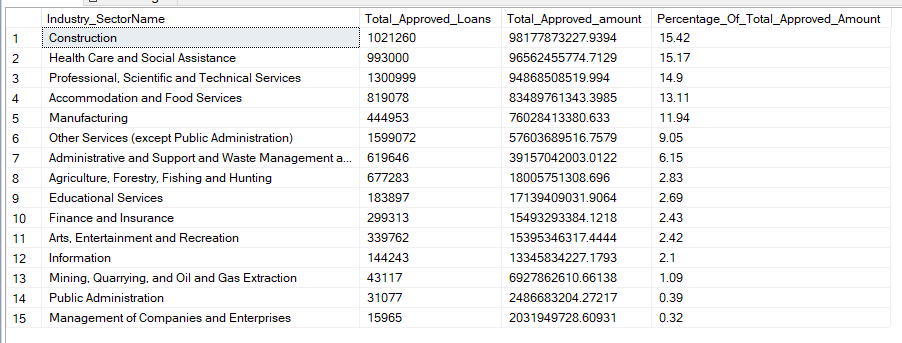 Industry_SectorName Total_Approved_Loans Total_Approved_amount Percentage_Of_Total_Approved_Amount
1 Construction 1021260 98177873227.9394 15.42
2 Health Care and Social Assistance 993000 96562455774.7129 15.17
3 Professional, Scientific and Technical Services 1300999 94868508519.994 14.9
4 Accommodation and Food Services 819078 83489761343.3985 13.11
5 Manufacturing 444953 76028413380.633 11.94
6 Other Services (except Public Administration) 1599072 57603689516.7579 9.05
7 Administrative and Support and Waste Management a... 619646 39157042003.0122 6.15
8 Agriculture, Forestry, Fishing and Hunting 677283 18005751308.696 2.83
9 Educational Services 183897 17139409031.9064 2.69
10 Finance and Insurance 299313 15493293384.1218 2.43
11 Arts, Entertainment and Recreation 339762 15395346317.4444 2.42
12 Information 144243 13345834227.1793 2.1
13 Mining, Quarrying, and Oil and Gas Extraction 43117 6927862610.66138 1.09
14 Public Administration 31077 2486683204.27217 0.39
15 Management of Companies and Enterprises 15965 2031949728.60931 0.32